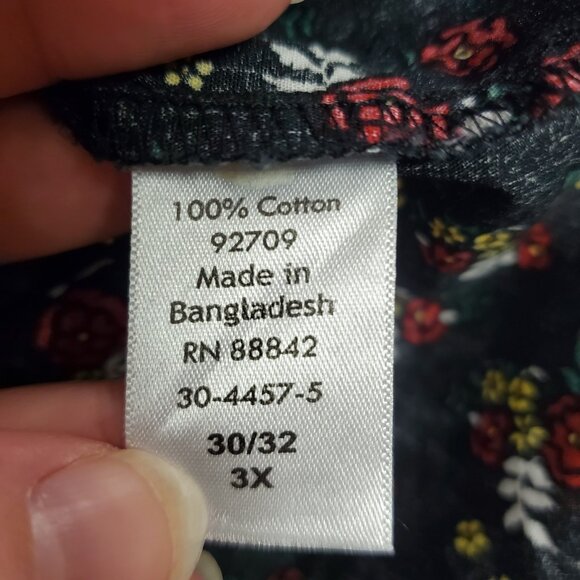 100% Cotton
92709
Made in
Bangladesh
RN 88842
30-4457-5
30/32
3X